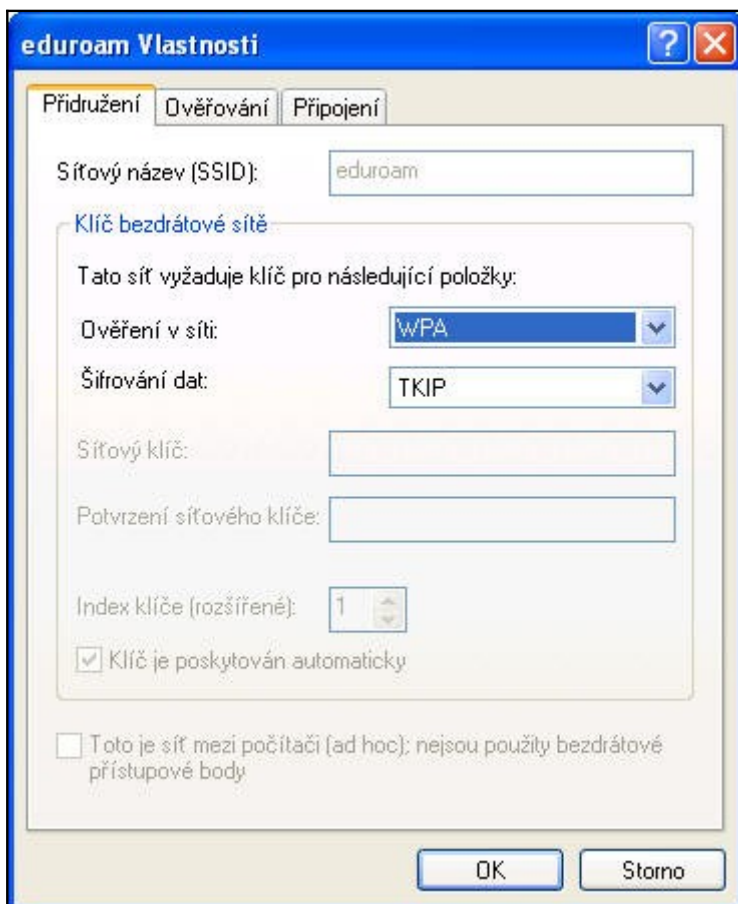 eduroam Vlastnosti
Přidružení Ověřování Připojení
Síťový název (SSID): eduroam
Klíč bezdrátové sítě
Tato síť vyžaduje klíč pro následující položky:
Ověření v síti: WPA
Šifrování dat: TKIP
Síťový klíč:
Potvrzení síťového klíče:
Index klíče (rozšířené): 1
Klíč je poskytován automaticky
Toto je síť mezi počítači (ad hoc); nejsou použity bezdrátové
přístupové body
OK Storno